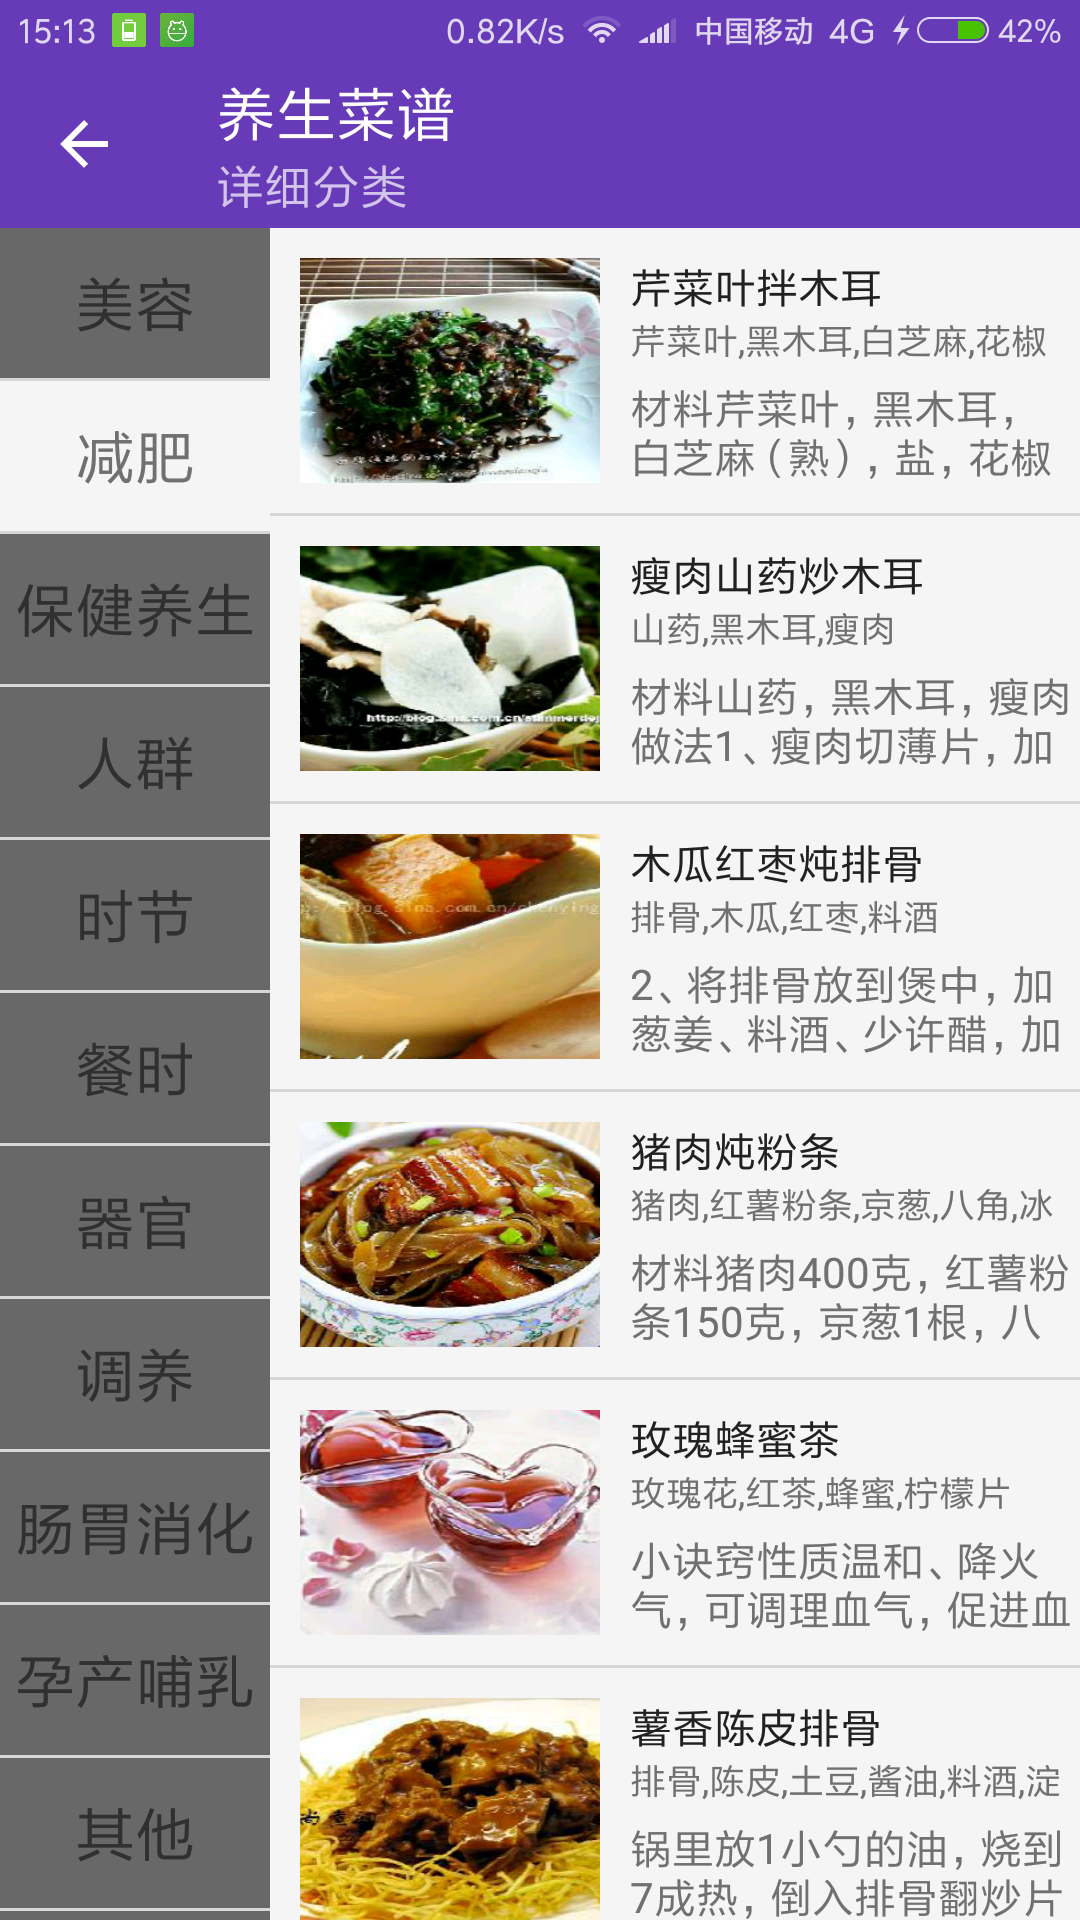 15:13
0.82K/s
中国移动 4G
42%
养生菜谱
详细分类
美容
减肥
保健养生
人群
时节
餐时
器官
调养
肠胃消化
孕产哺乳
其他
芹菜叶拌木耳
芹菜叶,黑木耳,白芝麻,花椒
材料芹菜叶，黑木耳，
白芝麻（熟），盐，花椒
瘦肉山药炒木耳
山药,黑木耳,瘦肉
材料山药，黑木耳，瘦肉
做法1、瘦肉切薄片，加
http://blog.sina.com.cn/summerdej
木瓜红枣炖排骨
排骨,木瓜,红枣,料酒
2、将排骨放到煲中，加
葱姜、料酒、少许醋，加
猪肉炖粉条
猪肉,红薯粉条,京葱,八角,冰
材料猪肉400克，红薯粉
条150克，京葱1根，八
玫瑰蜂蜜茶
玫瑰花,红茶,蜂蜜,柠檬片
小诀窍性质温和、降火
气，可调理血气，促进血
薯香陈皮排骨
排骨,陈皮,土豆,酱油,料酒,淀
锅里放1小勺的油，烧到
7成热，倒入排骨翻炒片